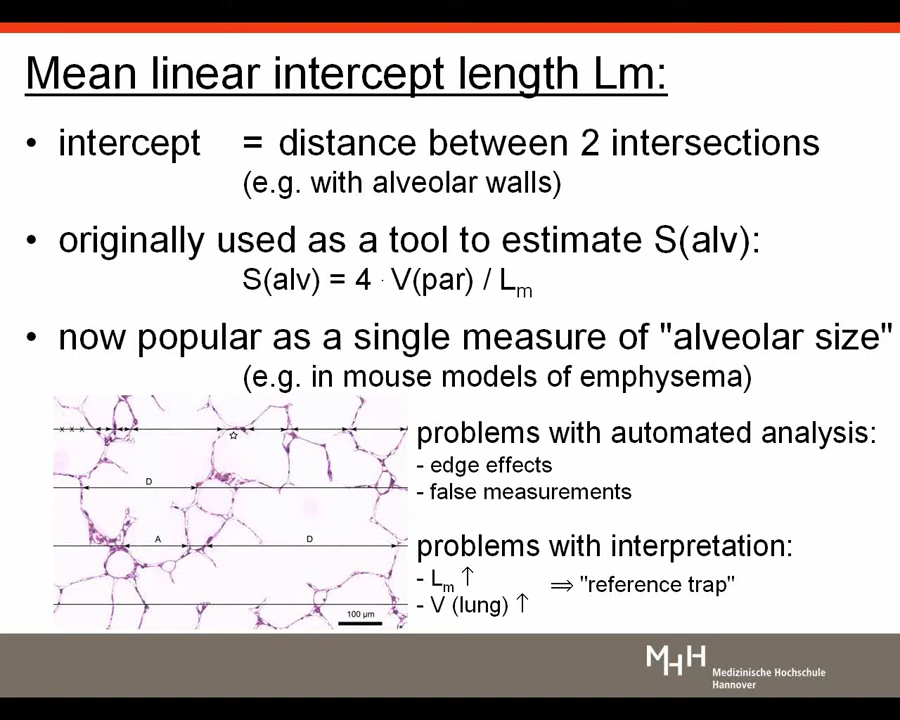 Mean linear intercept length Lm:
• intercept = distance between 2 intersections
(e.g. with alveolar walls)
• originally used as a tool to estimate S(alv):
S(alv) = 4 · V(par) / Lm
• now popular as a single measure of "alveolar size"
(e.g. in mouse models of emphysema)
x x x
☆
D
A D
100 µm
problems with automated analysis:
- edge effects
- false measurements
problems with interpretation:
- Lm ↑
⇒ "reference trap"
- V (lung) ↑
MHH
Medizinische Hochschule
Hannover